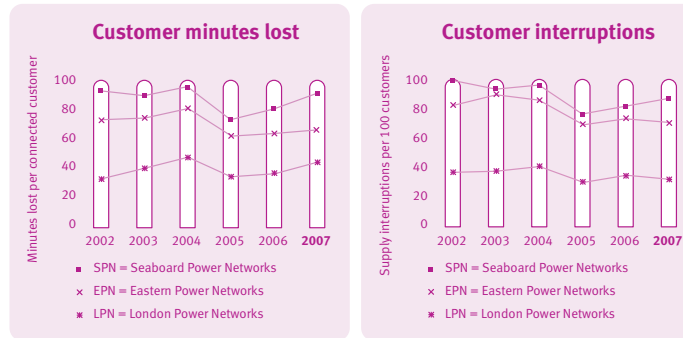 Customer minutes lost
Minutes lost per connected customer
100
80
60
40
20
0
2002 2003 2004 2005 2006 2007
SPN = Seaboard Power Networks
EPN = Eastern Power Networks
LPN = London Power Networks
Customer interruptions
Supply interruptions per 100 customers
100
80
60
40
20
0
2002 2003 2004 2005 2006 2007
SPN = Seaboard Power Networks
EPN = Eastern Power Networks
LPN = London Power Networks